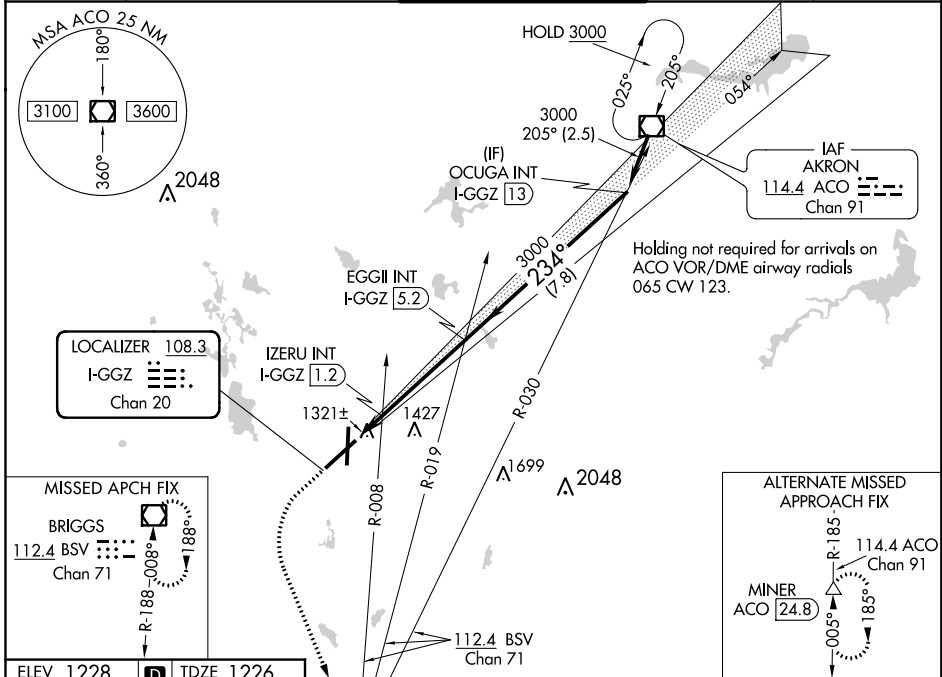 MSA ACO 25 NM
180°
3100
3600
360°
2048
HOLD 3000
025°
205°
054°
3000
205° (2.5)
(IF)
OCUGA INT
I-GGZ 13
IAF
AKRON
114.4 ACO
Chan 91
Holding not required for arrivals on
ACO VOR/DME airway radials
065 CW 123.
3000
234°
(7.8)
EGGII INT
I-GGZ 5.2
LOCALIZER 108.3
I-GGZ
Chan 20
IZERU INT
I-GGZ 1.2
1321±
1427
R-030
R-019
R-008
1699
2048
MISSED APCH FIX
BRIGGS
112.4 BSV
Chan 71
R-188
008°
188°
112.4 BSV
Chan 71
ALTERNATE MISSED
APPROACH FIX
R-185
114.4 ACO
Chan 91
MINER
ACO 24.8
005°
185°
ELEV 1228
D
TDZE 1226